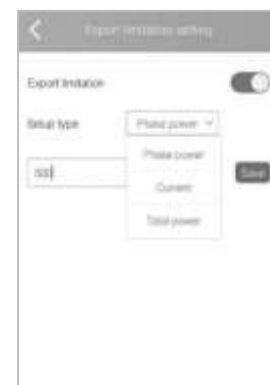 Export limitation setting
Export limitation
Setup type
Phase power
Phase power
Current
Save
Total power